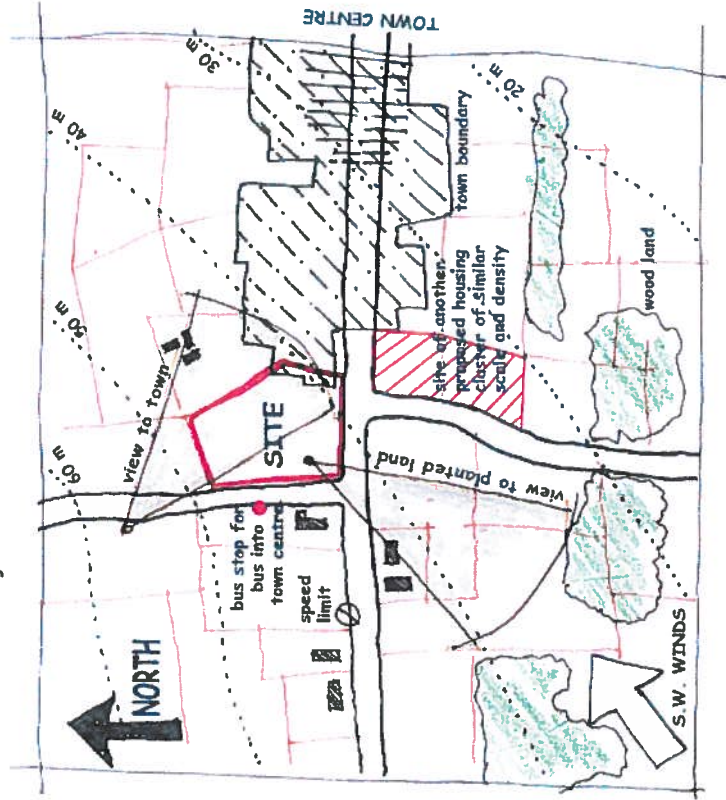 TOWN CENTRE
30 m
40 m
50 m
60 m
20 m
view to town
town boundary
site of another
proposed housing
cluster of similar
scale and density
wood land
SITE
bus stop for
bus into
town centre
speed
limit
view to planted land
NORTH
S.W. WINDS